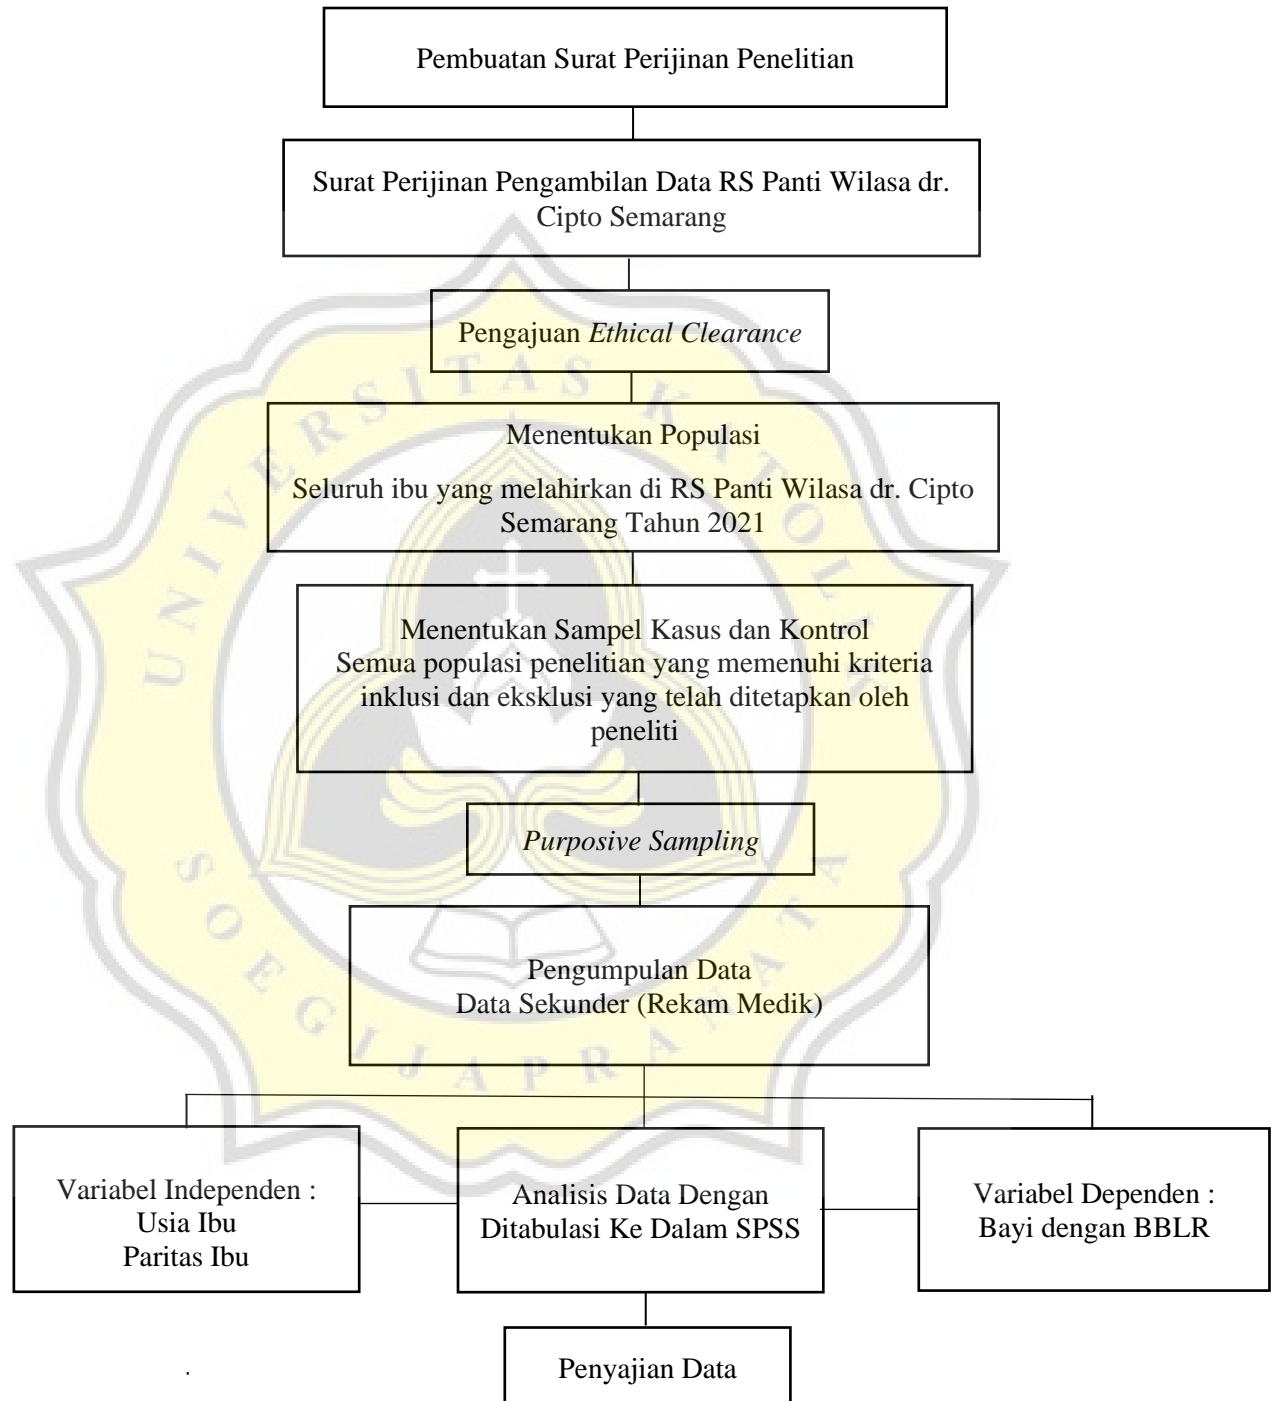 Pembuatan Surat Perijinan Penelitian
Surat Perijinan Pengambilan Data RS Panti Wilasa dr.
Cipto Semarang
Pengajuan Ethical Clearance
Menentukan Populasi
Seluruh ibu yang melahirkan di RS Panti Wilasa dr. Cipto
Semarang Tahun 2021
Menentukan Sampel Kasus dan Kontrol
Semua populasi penelitian yang memenuhi kriteria
inklusi dan eksklusi yang telah ditetapkan oleh
peneliti
Purposive Sampling
Pengumpulan Data
Data Sekunder (Rekam Medik)
Variabel Independen :
Usia Ibu
Paritas Ibu
Analisis Data Dengan
Ditabulasi Ke Dalam SPSS
Variabel Dependen :
Bayi dengan BBLR
Penyajian Data
.
UNIVERSITAS KATOLIK
SOEGIJAPRANATA